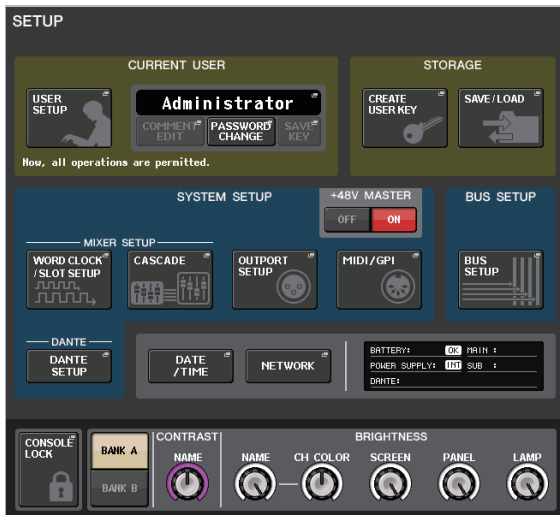 SETUP
CURRENT USER
STORAGE
USER
SETUP
Administrator
COMMENT
EDIT
PASSWORD
CHANGE
SAVE
KEY
CREATE
USER KEY
SAVE/LOAD
Now, all operations are permitted.
SYSTEM SETUP
+48V MASTER
OFF
ON
BUS SETUP
MIXER SETUP
WORD CLOCK
/SLOT SETUP
CASCADE
OUTPORT
SETUP
MIDI/GPI
BUS
SETUP
DANTE
DANTE
SETUP
DATE
/TIME
NETWORK
BATTERY: OK MAIN :
POWER SUPPLY: INT SUB :
DANTE:
CONSOLE
LOCK
BANK A
BANK B
CONTRAST
NAME
BRIGHTNESS
NAME CH COLOR SCREEN PANEL LAMP